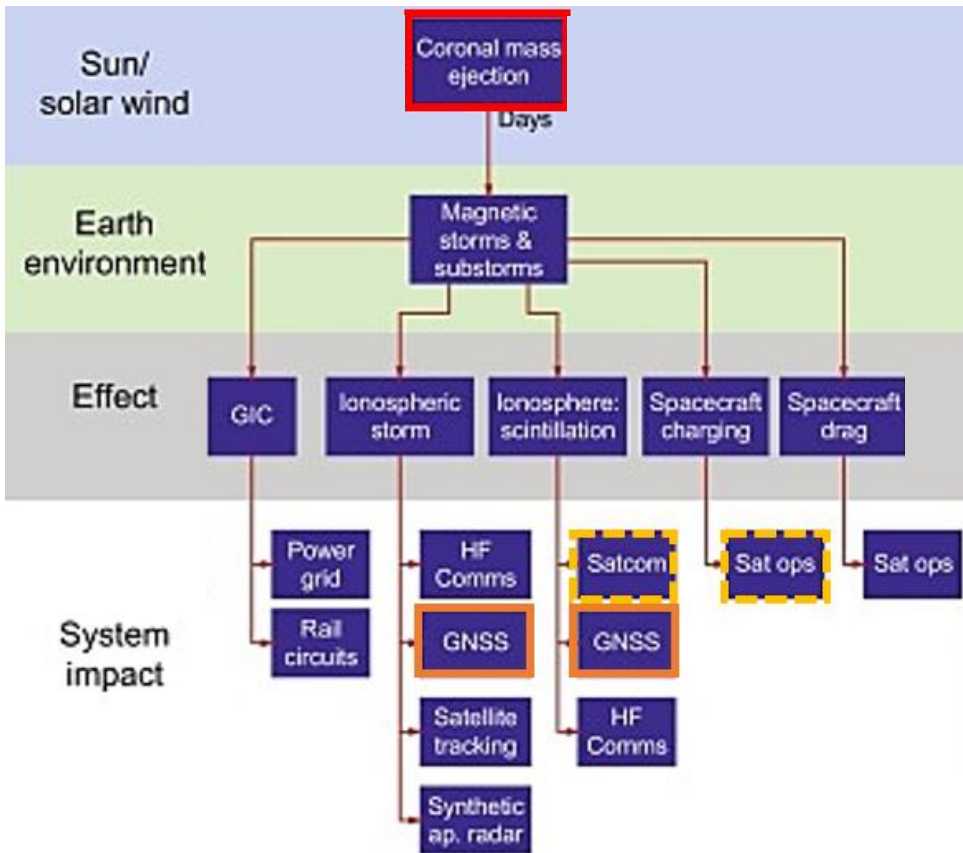 Sun/
solar wind
Coronal mass
ejection
Days
Earth
environment
Magnetic
storms &
substorms
Effect
GIC
Ionospheric
storm
Ionosphere:
scintillation
Spacecraft
charging
Spacecraft
drag
System
impact
Power
grid
Rail
circuits
HF
Comms
GNSS
Satellite
tracking
Synthetic
ap. radar
Satcom
GNSS
HF
Comms
Sat ops
Sat ops